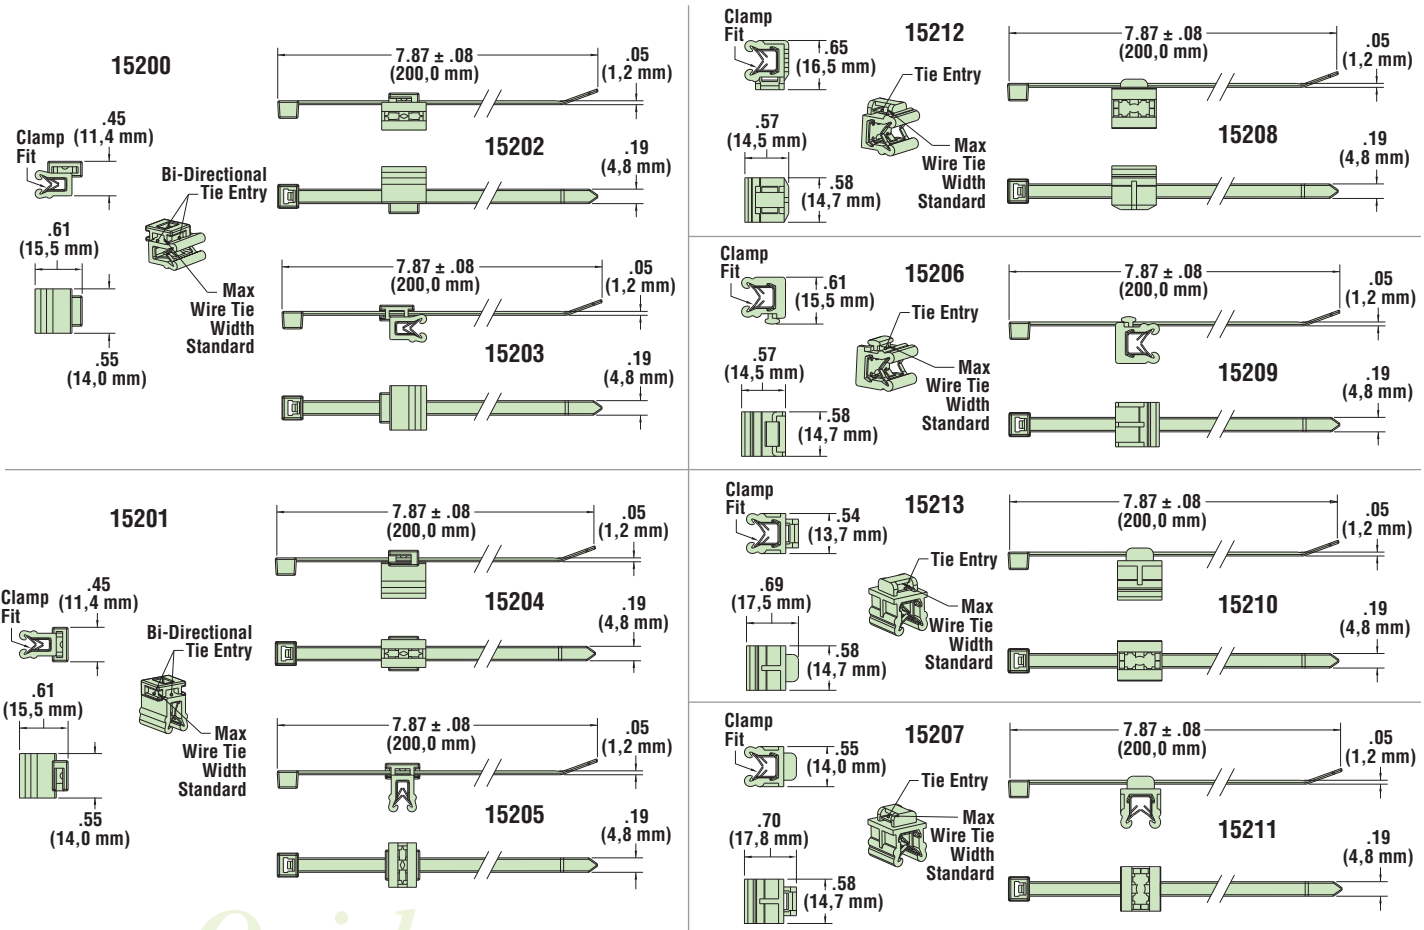 15200
Clamp
Fit
.45
(11,4 mm)
Bi-Directional
Tie Entry
.61
(15,5 mm)
Max
Wire Tie
Width
Standard
.55
(14,0 mm)
7.87 ± .08
(200,0 mm)
.05
(1,2 mm)
15202
.19
(4,8 mm)
7.87 ± .08
(200,0 mm)
.05
(1,2 mm)
15203
.19
(4,8 mm)
15201
Clamp
Fit
.45
(11,4 mm)
Bi-Directional
Tie Entry
.61
(15,5 mm)
Max
Wire Tie
Width
Standard
.55
(14,0 mm)
7.87 ± .08
(200,0 mm)
.05
(1,2 mm)
15204
.19
(4,8 mm)
7.87 ± .08
(200,0 mm)
.05
(1,2 mm)
15205
.19
(4,8 mm)
Clamp
Fit
15212
.65
(16,5 mm)
Tie Entry
.57
(14,5 mm)
Max
Wire Tie
Width
Standard
.58
(14,7 mm)
7.87 ± .08
(200,0 mm)
.05
(1,2 mm)
15208
.19
(4,8 mm)
Clamp
Fit
15206
.61
(15,5 mm)
Tie Entry
.57
(14,5 mm)
Max
Wire Tie
Width
Standard
.58
(14,7 mm)
7.87 ± .08
(200,0 mm)
.05
(1,2 mm)
15209
.19
(4,8 mm)
Clamp
Fit
15213
.54
(13,7 mm)
Tie Entry
.69
(17,5 mm)
Max
Wire Tie
Width
Standard
.58
(14,7 mm)
7.87 ± .08
(200,0 mm)
.05
(1,2 mm)
15210
.19
(4,8 mm)
Clamp
Fit
15207
.55
(14,0 mm)
Tie Entry
.70
(17,8 mm)
Max
Wire Tie
Width
Standard
.58
(14,7 mm)
7.87 ± .08
(200,0 mm)
.05
(1,2 mm)
15211
.19
(4,8 mm)